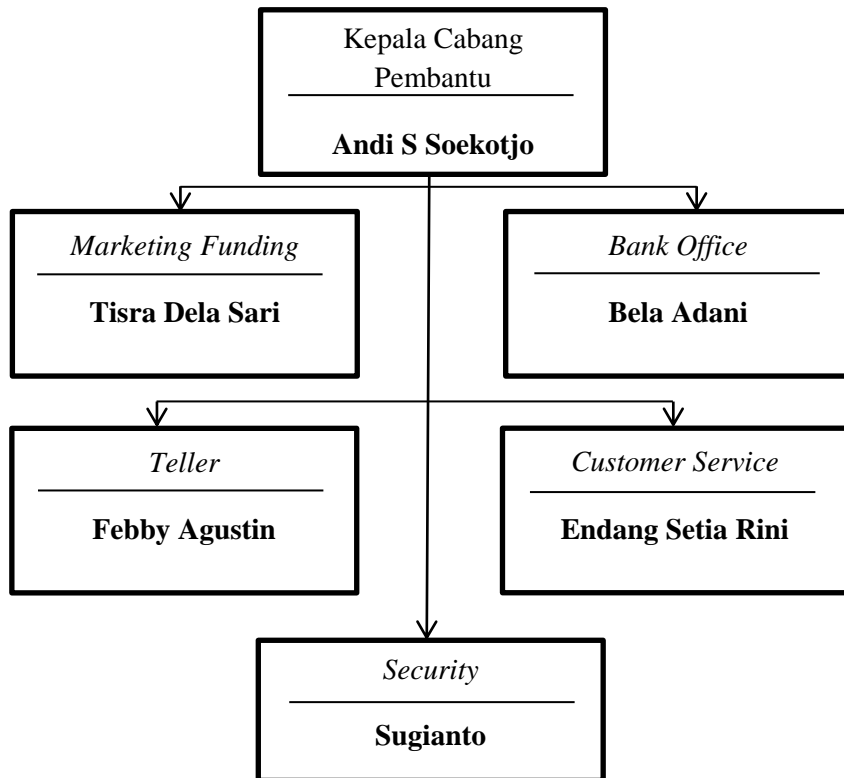 Kepala Cabang
Pembantu
Andi S Soekotjo
Marketing Funding
Tisra Dela Sari
Bank Office
Bela Adani
Teller
Febby Agustin
Customer Service
Endang Setia Rini
Security
Sugianto